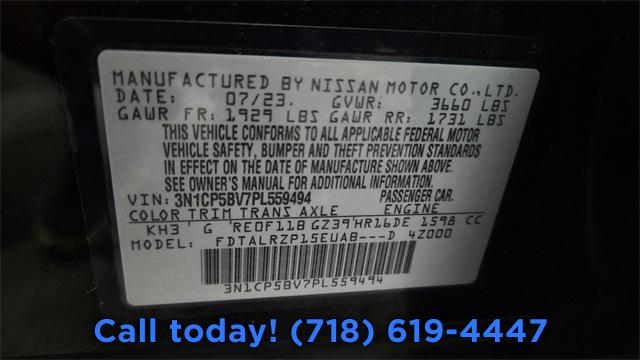 MANUFACTURED BY NISSAN MOTOR CO., LTD.
DATE: 07/23. GVWR: 3660 LBS
GAWR FR: 1929 LBS GAWR RR: 1731 LBS
THIS VEHICLE CONFORMS TO ALL APPLICABLE FEDERAL MOTOR
VEHICLE SAFETY, BUMPER AND THEFT PREVENTION STANDARDS
IN EFFECT ON THE DATE OF MANUFACTURE SHOWN ABOVE.
SEE OWNER'S MANUAL FOR ADDITIONAL INFORMATION.
VIN: 3N1CP5BV7PL559494 PASSENGER CAR.
COLOR TRIM TRANS AXLE ENGINE
KH3 G RE0F11B GZ39 HR16DE 1598 CC
MODEL: FDTALRZP15EUAB---D 4Z000
3N1CP5BV7PL559494
Call today! (718) 619-4447